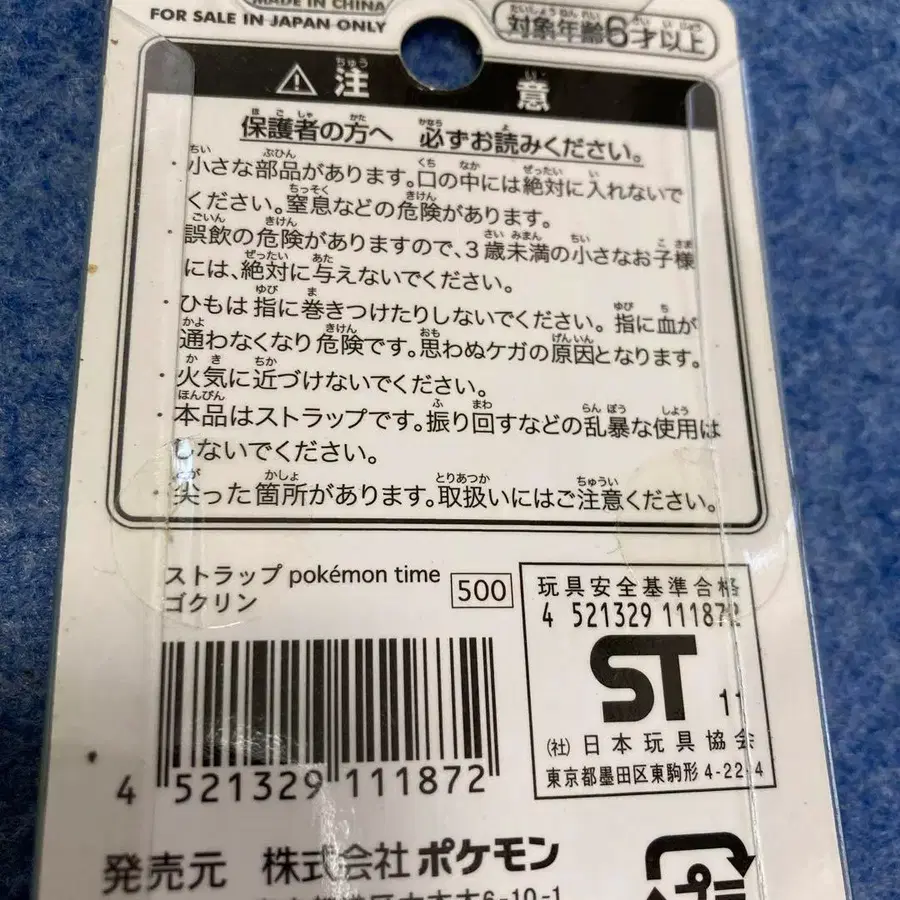 MADE IN CHINA
FOR SALE IN JAPAN ONLY
対象年齢6才以上
⚠注意
保護者の方へ 必ずお読みください。
・小さな部品があります。口の中には絶対に入れないで
ください。窒息などの危険があります。
・誤飲の危険がありますので、3歳未満の小さなお子様
には、絶対に与えないでください。
・ひもは指に巻きつけたりしないでください。指に血が
通わなくなり危険です。思わぬケガの原因となります。
・火気に近づけないでください。
・本品はストラップです。振り回すなどの乱暴な使用は
しないでください。
・尖った箇所があります。取扱いにはご注意ください。
ストラップ pokémon time
ゴクリン
500
玩具安全基準合格
4 521329 111872
ST 11
(社)日本玩具協会
東京都墨田区東駒形4-22-4
4 521329 111872
発売元 株式会社ポケモン
6-10-1
プラ